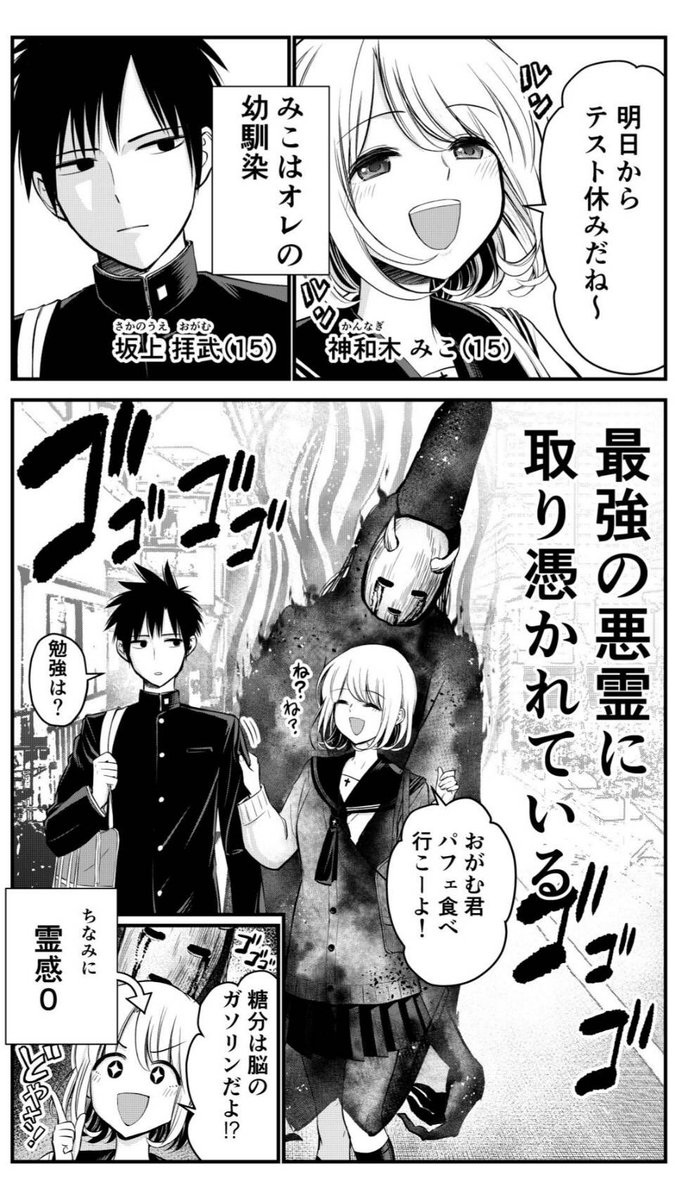 明日から
テスト休みだね～
ルンッ
ルンッ
かんなぎ
神和木 みこ(15)
みこはオレの
幼馴染
さかのうえ おがむ
坂上 拝武(15)
最強の悪霊に
取り憑かれている
ゴゴゴゴ
ね?ね?
勉強は?
おがむ君
パフェ食べ
行こーよ!
ゴゴゴ
ちなみに
霊感0
ゴゴゴ
糖分は脳の
ガソリンだよ!?
どやさッ!